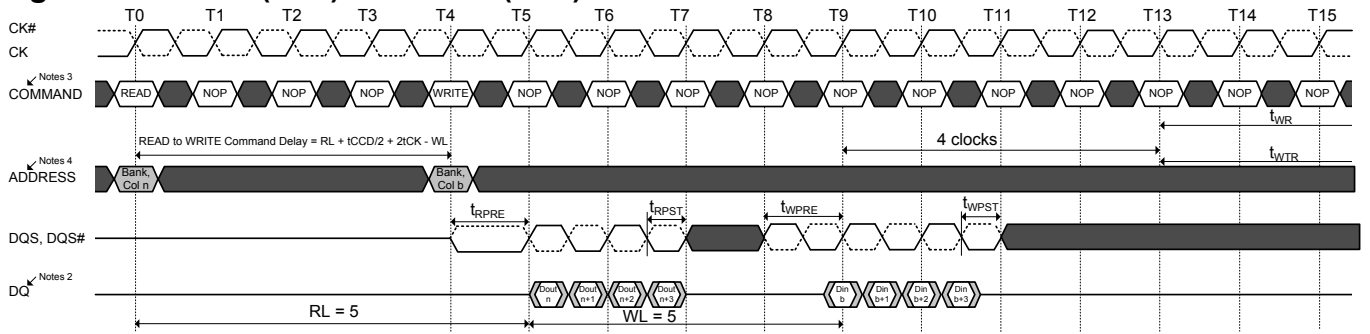 T0 T1 T2 T3 T4 T5 T6 T7 T8 T9 T10 T11 T12 T13 T14 T15
CK#
CK
Notes 3
COMMAND READ NOP NOP NOP WRITE NOP NOP NOP NOP NOP NOP NOP NOP NOP NOP NOP
tWR
READ to WRITE Command Delay = RL + tCCD/2 + 2tCK - WL
4 clocks
tWTR
Notes 4
ADDRESS
Bank,
Col n
Bank,
Col b
tRPRE tRPST tWPRE tWPST
DQS, DQS#
Notes 2
DQ
Dout
n
Dout
n+1
Dout
n+2
Dout
n+3
Din
b
Din
b+1
Din
b+2
Din
b+3
RL = 5
WL = 5